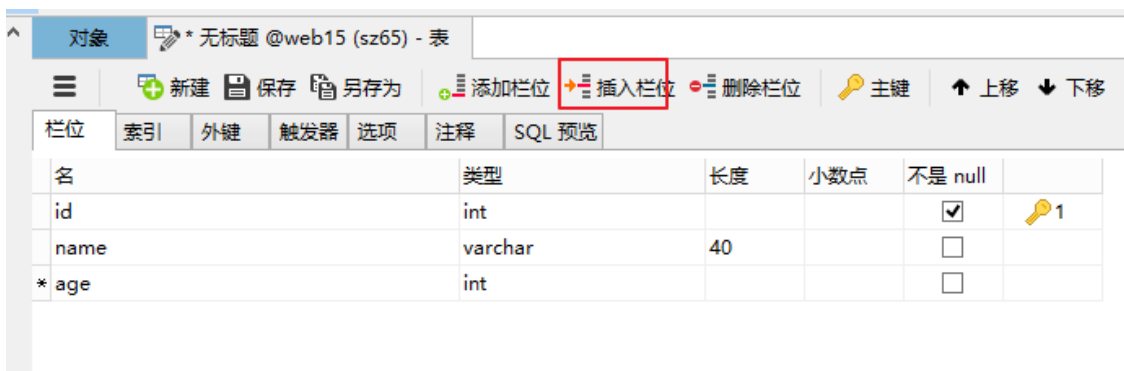 对象 * 无标题 @web15 (sz65) - 表
新建 保存 另存为 添加栏位 插入栏位 删除栏位 主键 上移 下移
栏位 索引 外键 触发器 选项 注释 SQL 预览
名 类型 长度 小数点 不是 null
id int 1
name varchar 40
* age int